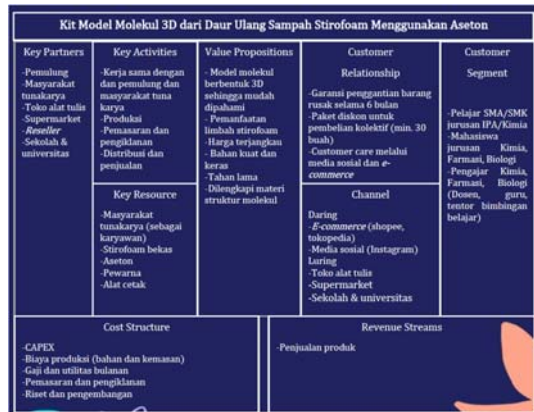 Kit Model Molekul 3D dari Daur Ulang Sampah Stirofoam Menggunakan Aseton
Key Partners
-Pemulung
-Masyarakat
tunakarya
-Toko alat tulis
-Supermarket
-Reseller
-Sekolah &
universitas
Key Activities
-Kerja sama dengan
dan pemulung dan
masyarakat tuna
karya
-Produksi
-Pemasaran dan
pengiklanan
-Distribusi dan
penjualan
Key Resource
-Masyarakat
tunakarya (sebagai
karyawan)
-Stirofoam bekas
-Aseton
-Pewarna
-Alat cetak
Value Propositions
- Model molekul
berbentuk 3D
sehingga mudah
dipahami
- Pemanfaatan
limbah stirofoam
-Harga terjangkau
- Bahan kuat dan
keras
-Tahan lama
-Dilengkapi materi
struktur molekul
Customer
Relationship
-Garansi penggantian barang
rusak selama 6 bulan
-Paket diskon untuk
pembelian kolektif (min. 30
buah)
-Customer care melalui
media sosial dan e-
commerce
Channel
Daring
-E-commerce (shopee,
tokopedia)
-Media sosial (Instagram)
Luring
-Toko alat tulis
-Supermarket
-Sekolah & universitas
Customer
Segment
-Pelajar SMA/SMK
jurusan IPA/Kimia
-Mahasiswa
jurusan Kimia,
Farmasi, Biologi
-Pengajar Kimia,
Farmasi, Biologi
(Dosen, guru,
tentor bimbingan
belajar)
Cost Structure
-CAPEX
-Biaya produksi (bahan dan kemasan)
-Gaji dan utilitas bulanan
-Pemasaran dan pengiklanan
-Riset dan pengembangan
Revenue Streams
-Penjualan produk